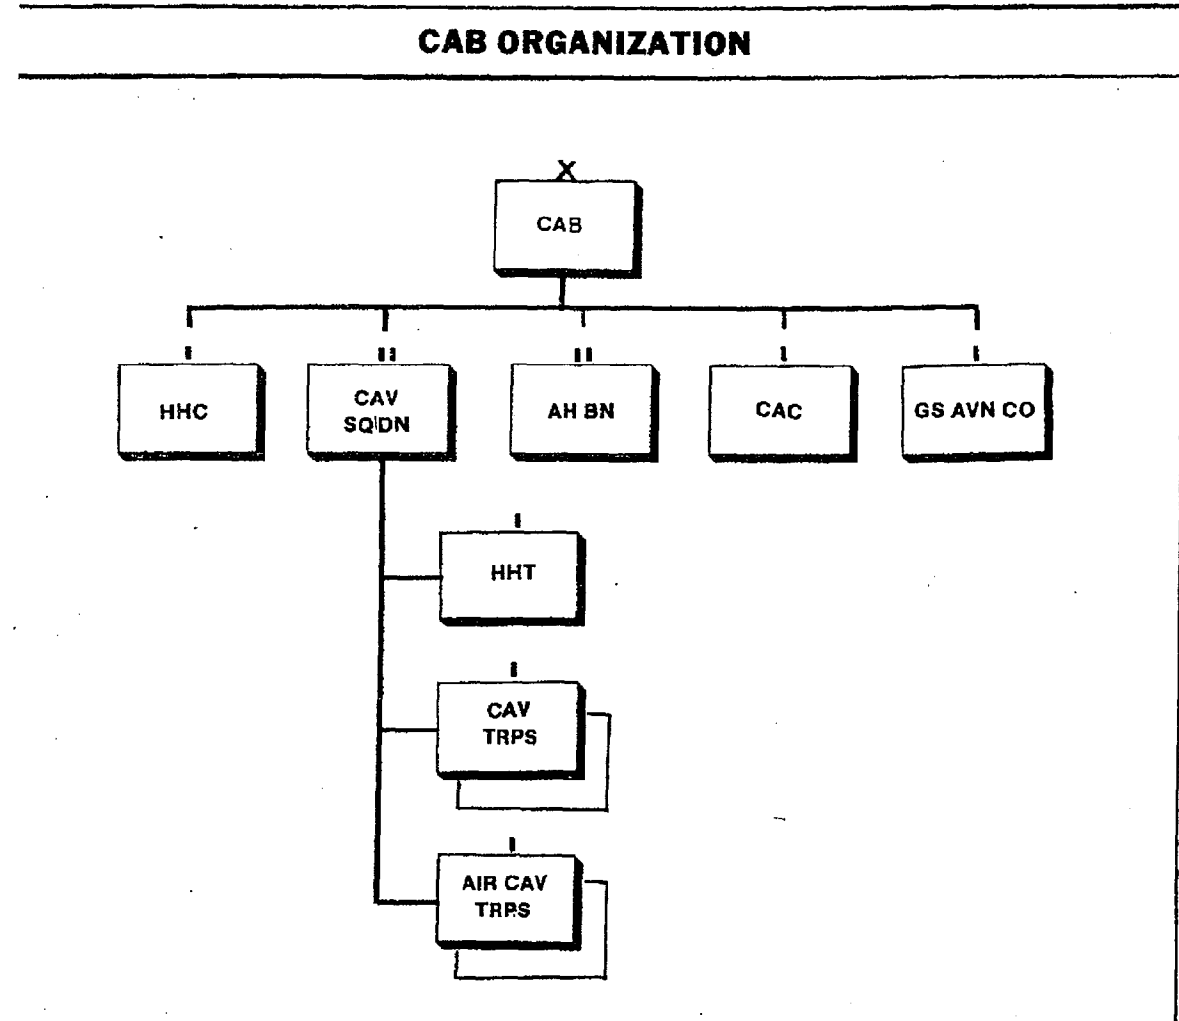 CAB ORGANIZATION
X
CAB
I
II
II
I
I
HHC
CAV
SQDN
AH BN
CAC
GS AVN CO
I
HHT
I
CAV
TRPS
I
AIR CAV
TRPS